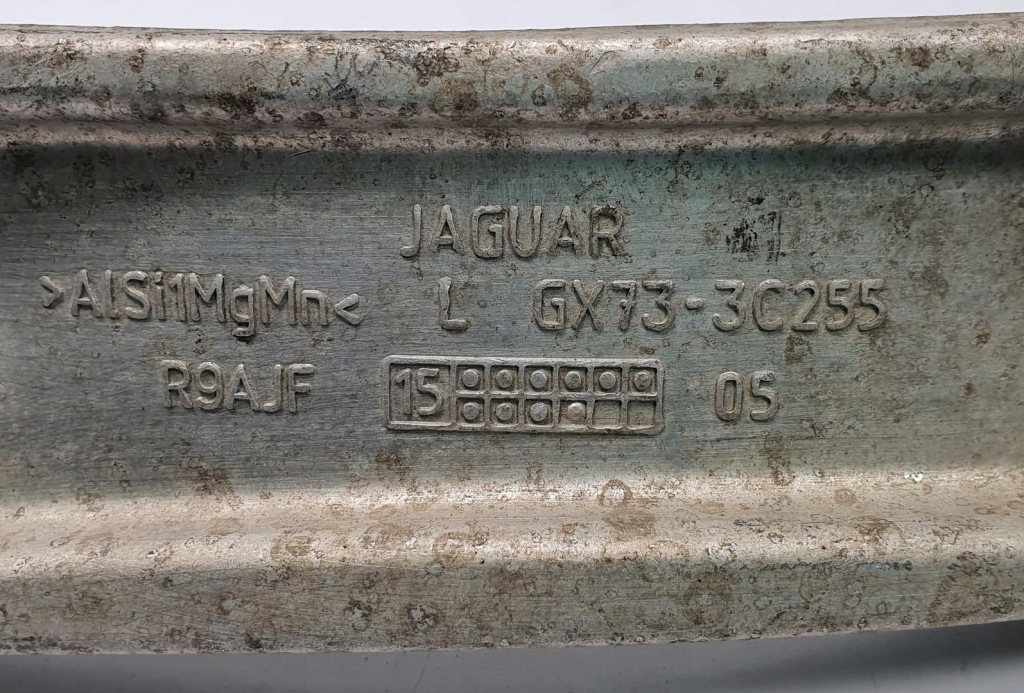 JAGUAR
>AlSi1MgMn< L GX73-3C255
R9AJF 15 05